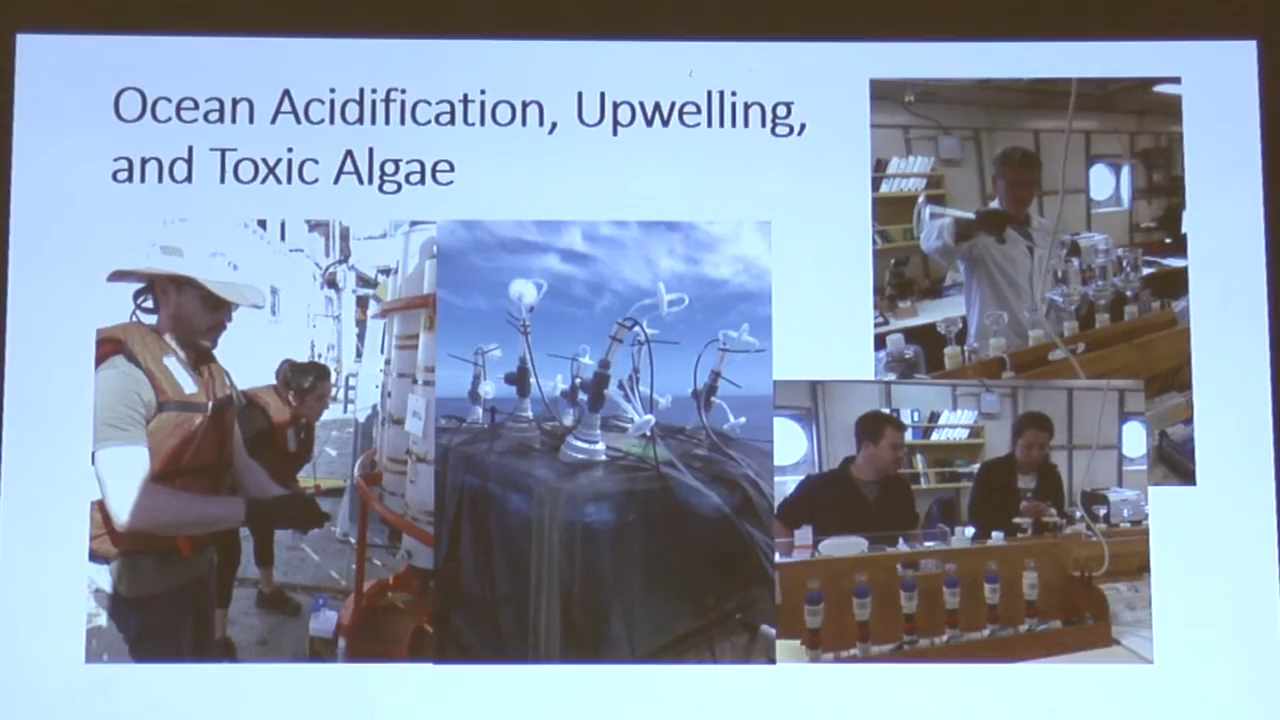 Ocean Acidification, Upwelling,
and Toxic Algae